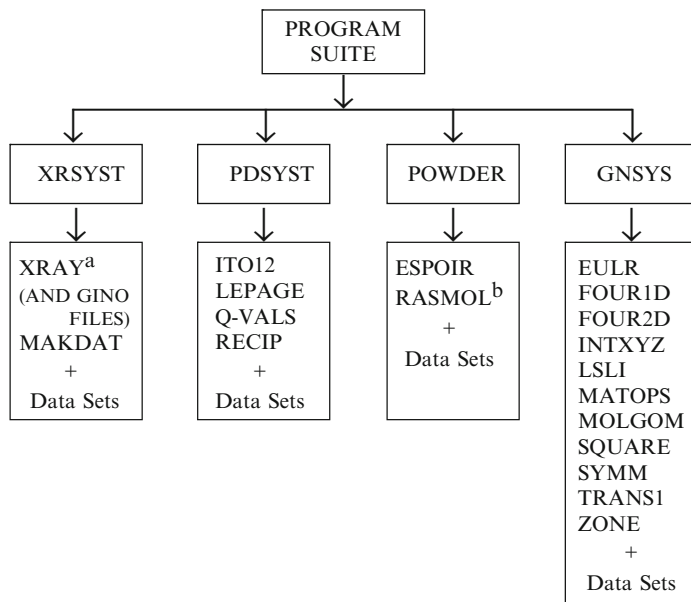 PROGRAM
SUITE
XRSYST
PDSYST
POWDER
GNSYS
XRAYa
(AND GINO
FILES)
MAKDAT
+
Data Sets
ITO12
LEPAGE
Q-VALS
RECIP
+
Data Sets
ESPOIR
RASMOLb
+
Data Sets
EULR
FOUR1D
FOUR2D
INTXYZ
LSLI
MATOPS
MOLGOM
SQUARE
SYMM
TRANS1
ZONE
+
Data Sets